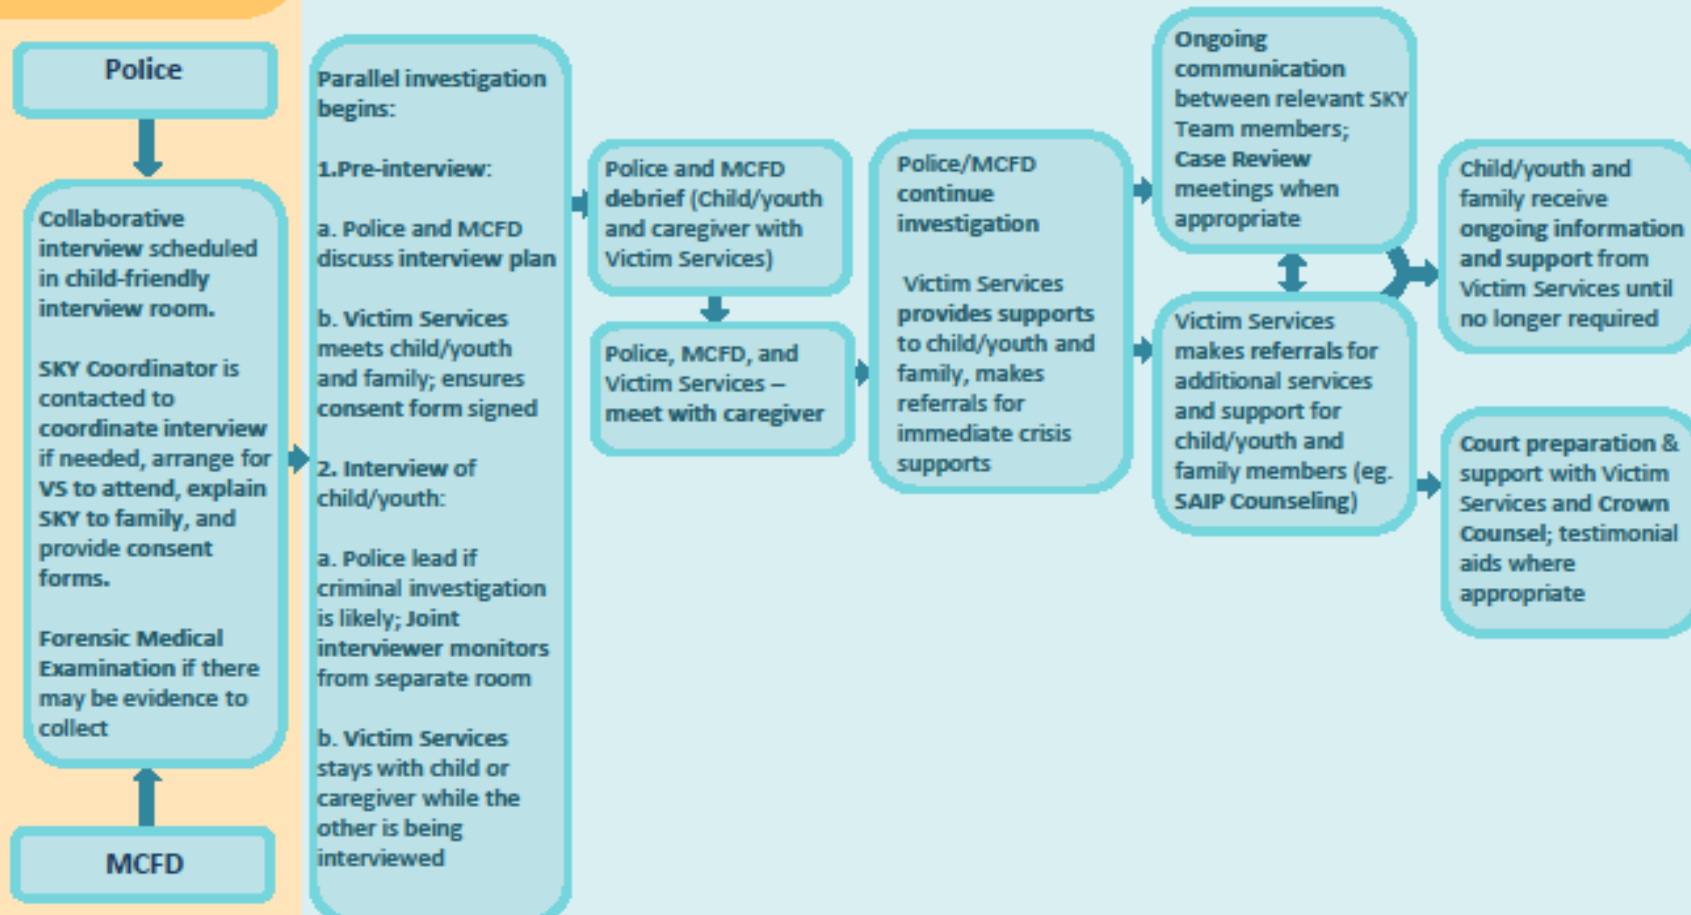 Police
Collaborative
interview scheduled
in child-friendly
interview room.
SKY Coordinator is
contacted to
coordinate interview
if needed, arrange for
VS to attend, explain
SKY to family, and
provide consent
forms.
Forensic Medical
Examination if there
may be evidence to
collect
MCFD
Parallel investigation
begins:
1.Pre-interview:
a. Police and MCFD
discuss interview plan
b. Victim Services
meets child/youth
and family; ensures
consent form signed
2. Interview of
child/youth:
a. Police lead if
criminal investigation
is likely; Joint
interviewer monitors
from separate room
b. Victim Services
stays with child or
caregiver while the
other is being
interviewed
Police and MCFD
debrief (Child/youth
and caregiver with
Victim Services)
Police, MCFD, and
Victim Services –
meet with caregiver
Police/MCFD
continue
investigation
Victim Services
provides supports
to child/youth and
family, makes
referrals for
immediate crisis
supports
Ongoing
communication
between relevant SKY
Team members;
Case Review
meetings when
appropriate
Victim Services
makes referrals for
additional services
and support for
child/youth and
family members (eg.
SAIP Counseling)
Child/youth and
family receive
ongoing information
and support from
Victim Services until
no longer required
Court preparation &
support with Victim
Services and Crown
Counsel; testimonial
aids where
appropriate